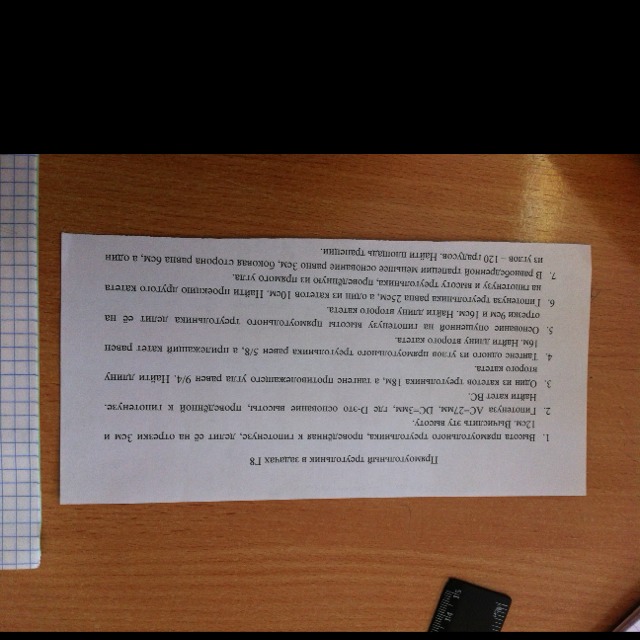 Прямоугольный треугольник в задачах Г8
1. Высота прямоугольного треугольника, проведённая к гипотенузе, делит её на отрезки 3см и
12см. Вычислить эту высоту.
2. Гипотенуза АС=27мм. DC=3мм, где D-это основание высоты, проведённой к гипотенузе.
Найти катет ВС.
3. Один из катетов треугольника 18м, а тангенс противолежащего угла равен 9/4. Найти длину
второго катета.
4. Тангенс одного из углов прямоугольного треугольника равен 5/8, а прилежащий катет равен
16м. Найти длину второго катета.
5. Основание опущенной на гипотенузу высоты прямоугольного треугольника делит её на
отрезки 9см и 16см. Найти длину второго катета.
6. Гипотенуза треугольника равна 25см, а один из катетов 10см. Найти проекцию другого катета
на гипотенузу и высоту треугольника, проведённую из прямого угла.
7. В равнобедренной трапеции меньшее основание равно 3см, боковая сторона равна 6см, а один
из углов – 120 градусов. Найти площадь трапеции.